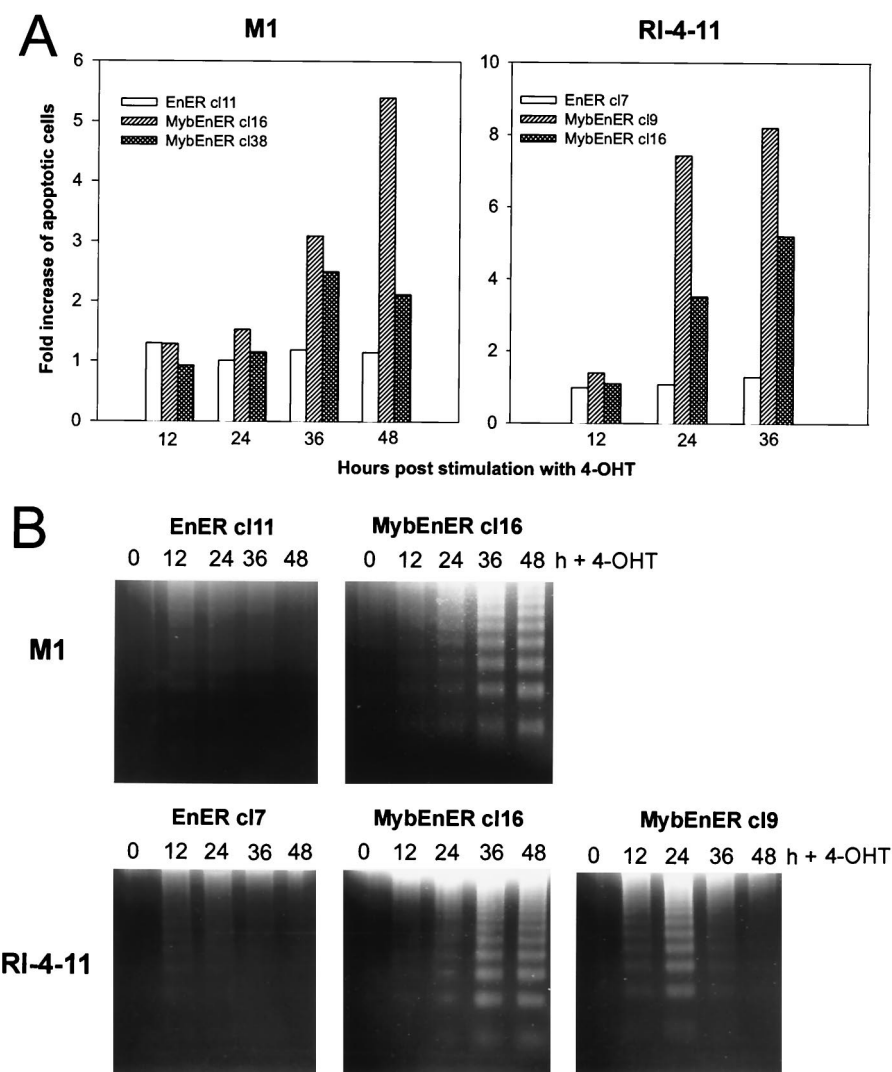 A
M1
RI-4-11
Fold increase of apoptotic cells
6
5
4
3
2
1
0
EnER cl11
MybEnER cl16
MybEnER cl38
12 24 36 48
10
8
6
4
2
0
EnER cl7
MybEnER cl9
MybEnER cl16
12 24 36
Hours post stimulation with 4-OHT
B
EnER cl11 MybEnER cl16
0 12 24 36 48 0 12 24 36 48 h + 4-OHT
M1
EnER cl7 MybEnER cl16 MybEnER cl9
0 12 24 36 48 0 12 24 36 48 0 12 24 36 48 h + 4-OHT
RI-4-11